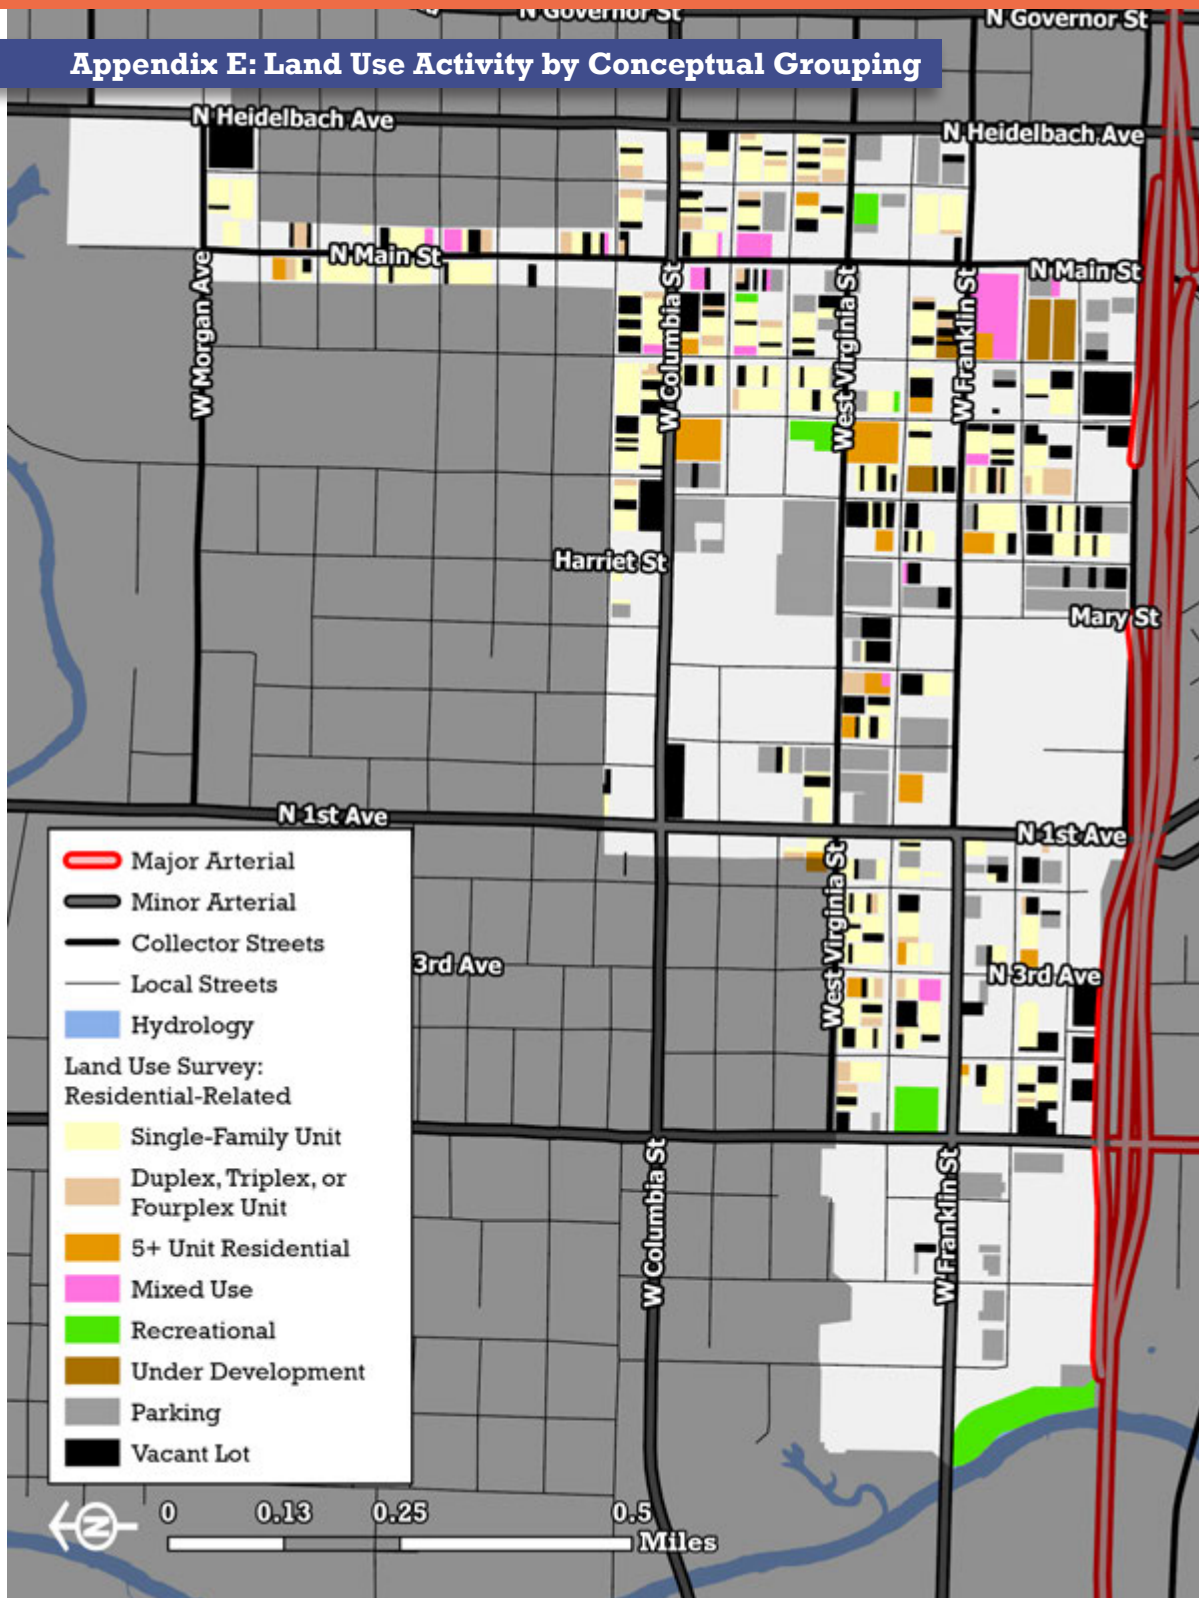 N Governor St
N Governor St
Appendix E: Land Use Activity by Conceptual Grouping
N Heidelbach Ave
N Heidelbach Ave
N Main St
N Main St
W Morgan Ave
W Columbia St
West Virginia St
W Franklin St
Harriet St
Mary St
N 1st Ave
N 1st Ave
West Virginia St
3rd Ave
N 3rd Ave
W Columbia St
W Franklin St
Major Arterial
Minor Arterial
Collector Streets
Local Streets
Hydrology
Land Use Survey:
Residential-Related
Single-Family Unit
Duplex, Triplex, or
Fourplex Unit
5+ Unit Residential
Mixed Use
Recreational
Under Development
Parking
Vacant Lot
N
0 0.13 0.25 0.5
Miles